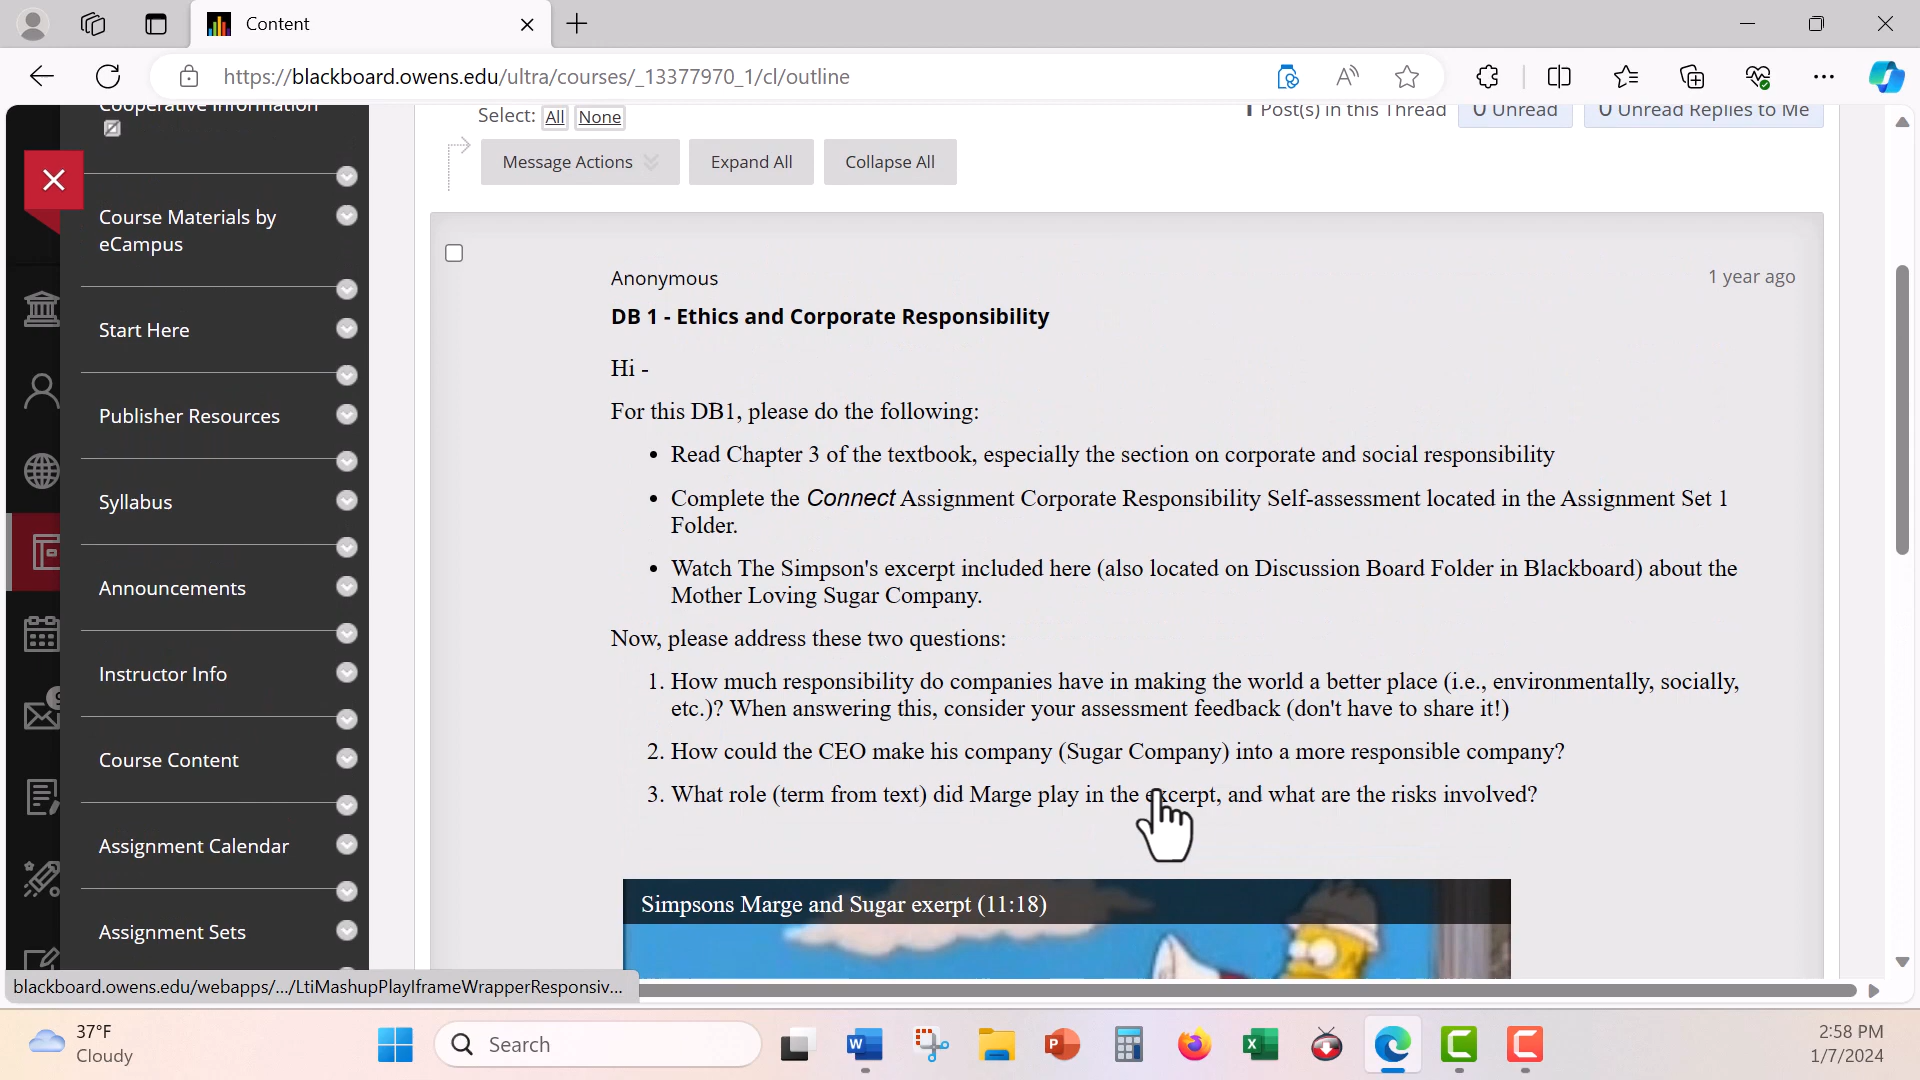 Content
https://blackboard.owens.edu/ultra/courses/_13377970_1/cl/outline
Cooperative Information
Course Materials by
eCampus
Start Here
Publisher Resources
Syllabus
Announcements
Instructor Info
Course Content
Assignment Calendar
Assignment Sets
Select: All None
1 Post(s) in this Thread
0 Unread
0 Unread Replies to Me
Message Actions
Expand All
Collapse All
Anonymous
1 year ago
DB 1 - Ethics and Corporate Responsibility
Hi -
For this DB1, please do the following:
• Read Chapter 3 of the textbook, especially the section on corporate and social responsibility
• Complete the Connect Assignment Corporate Responsibility Self-assessment located in the Assignment Set 1
Folder.
• Watch The Simpson's excerpt included here (also located on Discussion Board Folder in Blackboard) about the
Mother Loving Sugar Company.
Now, please address these two questions:
1. How much responsibility do companies have in making the world a better place (i.e., environmentally, socially,
etc.)? When answering this, consider your assessment feedback (don't have to share it!)
2. How could the CEO make his company (Sugar Company) into a more responsible company?
3. What role (term from text) did Marge play in the excerpt, and what are the risks involved?
Simpsons Marge and Sugar exerpt (11:18)
blackboard.owens.edu/webapps/.../LtiMashupPlayIframeWrapperResponsiv...
37°F
Cloudy
Search
2:58 PM
1/7/2024